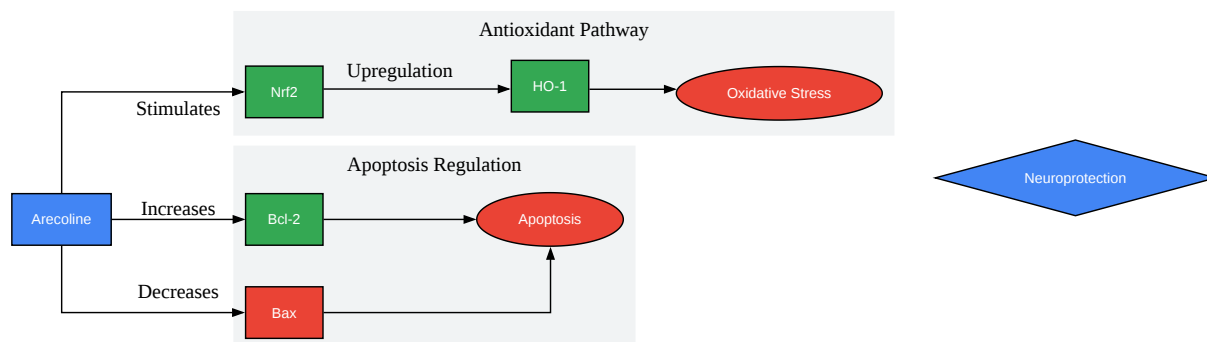 Antioxidant Pathway
Upregulation
Nrf2
HO-1
Oxidative Stress
Stimulates
Apoptosis Regulation
Neuroprotection
Arecoline
Increases
Bcl-2
Apoptosis
Decreases
Bax